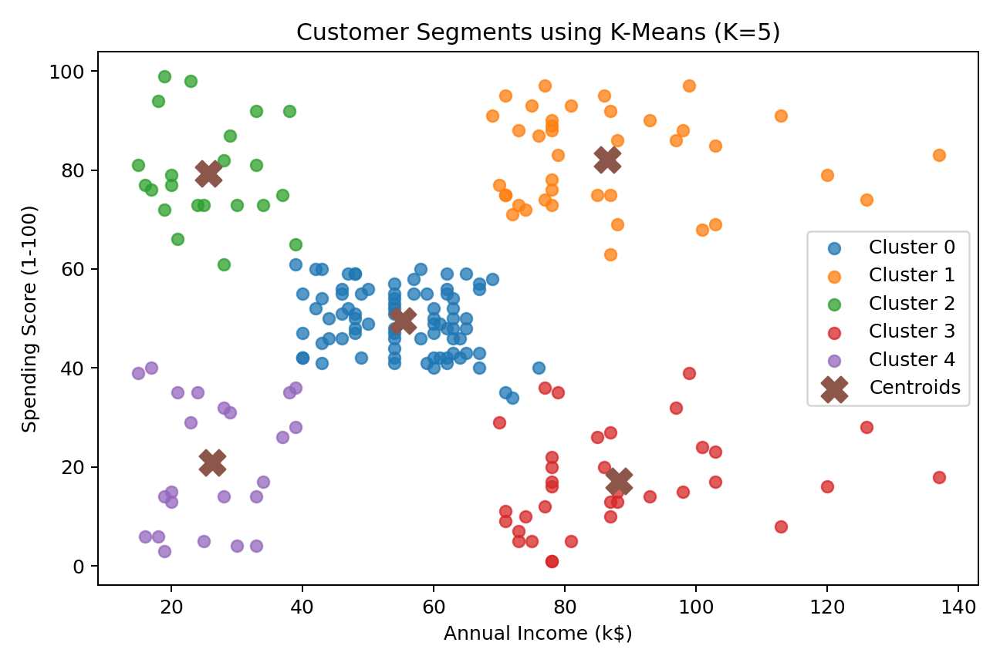 Customer Segments using K-Means (K=5)
100
80
60
40
20
0
Spending Score (1-100)
Cluster 0
Cluster 1
Cluster 2
Cluster 3
Cluster 4
Centroids
20 40 60 80 100 120 140
Annual Income (k$)